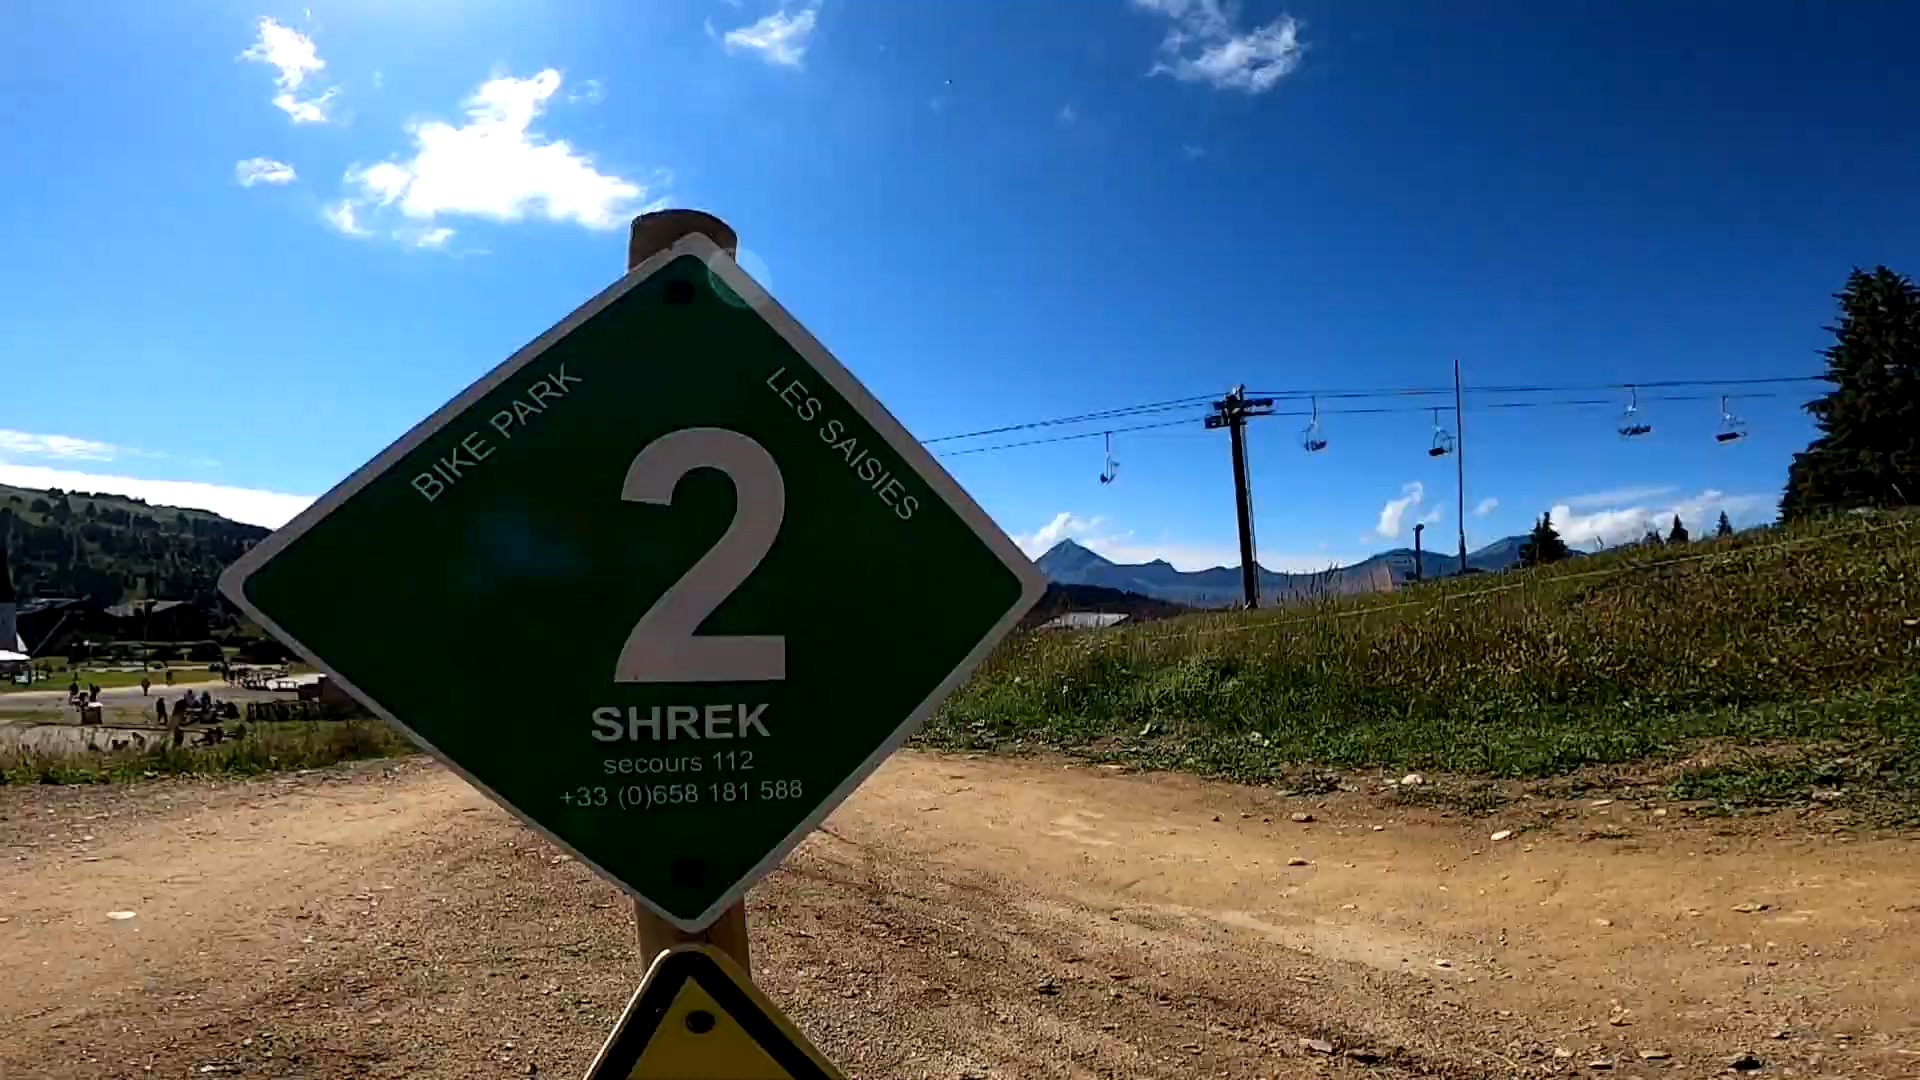 BIKE PARK
LES SAISIES
2
SHREK
secours 112
+33 (0)658 181 588